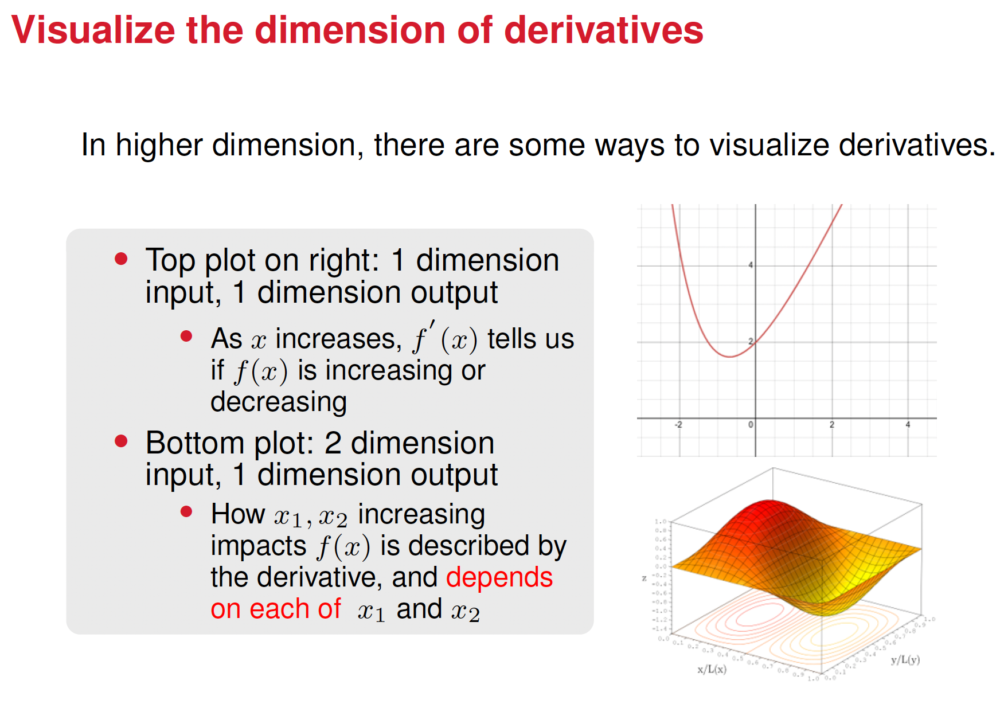 Visualize the dimension of derivatives
In higher dimension, there are some ways to visualize derivatives.
• Top plot on right: 1 dimension
input, 1 dimension output
• As x increases, f′(x) tells us
if f(x) is increasing or
decreasing
• Bottom plot: 2 dimension
input, 1 dimension output
• How x₁, x₂ increasing
impacts f(x) is described by
the derivative, and depends
on each of x₁ and x₂
4
2
-2 0 2 4
1.0
0.8
0.6
0.4
0.2
0.0
-0.2
-0.4
-0.6
-0.8
-1.0
-1.2
-1.4
z
0.0 0.1 0.2 0.3 0.4 0.5 0.6 0.7 0.8 0.9 1.0
x/L(x)
0.0 0.1 0.2 0.3 0.4 0.5 0.6 0.7 0.8 0.9 1.0
y/L(y)